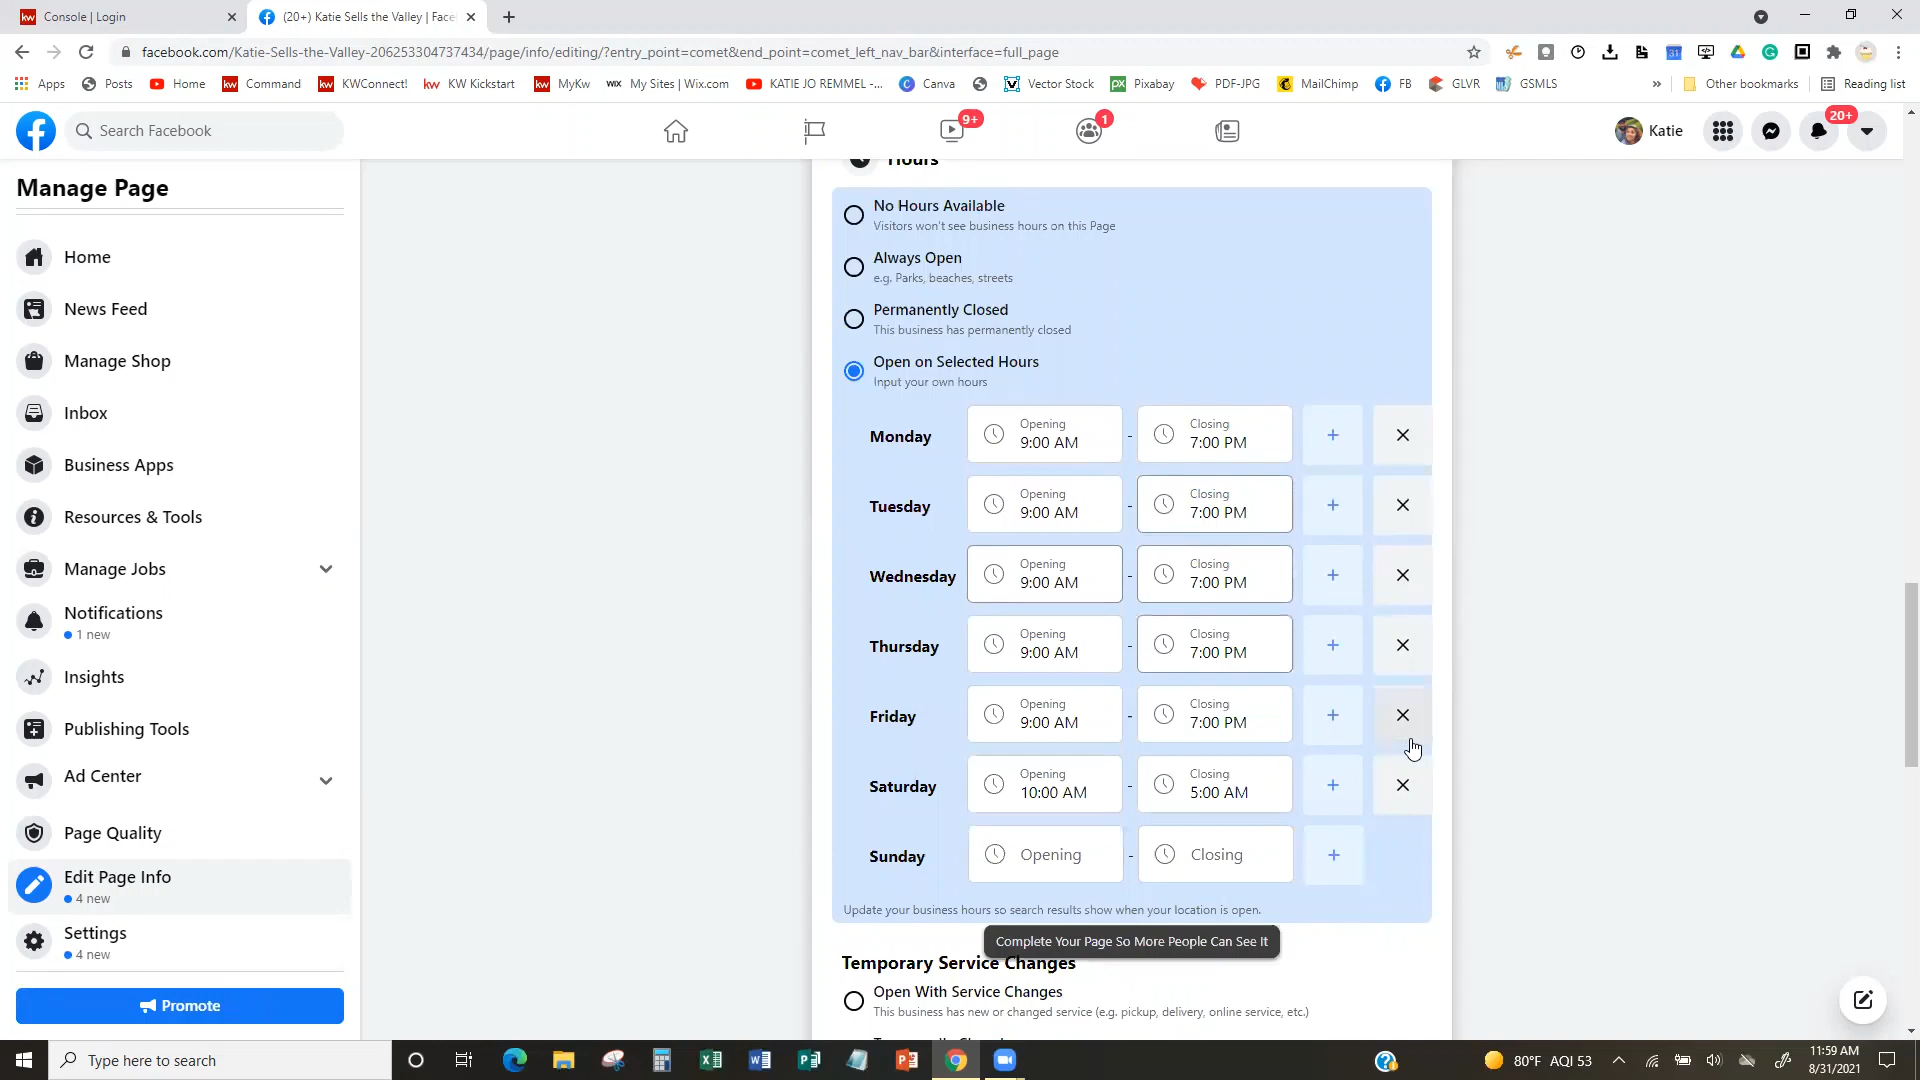 Console | Login
(20+) Katie Sells the Valley | Face
facebook.com/Katie-Sells-the-Valley-206253304737434/page/info/editing/?entry_point=comet&end_point=comet_left_nav_bar&interface=full_page
Apps
Posts
Home
kw Command
kw KWConnect!
kw KW Kickstart
kw MyKw
WIX My Sites | Wix.com
KATIE JO REMMEL -...
Canva
Vector Stock
px Pixabay
PDF-JPG
MailChimp
FB
GLVR
GSMLS
»
Other bookmarks
Reading list
Search Facebook
9+
1
Katie
20+
Manage Page
Home
News Feed
Manage Shop
Inbox
Business Apps
Resources & Tools
Manage Jobs
Notifications
1 new
Insights
Publishing Tools
Ad Center
Page Quality
Edit Page Info
4 new
Settings
4 new
Promote
Hours
No Hours Available
Visitors won't see business hours on this Page
Always Open
e.g. Parks, beaches, streets
Permanently Closed
This business has permanently closed
Open on Selected Hours
Input your own hours
Monday
Opening
9:00 AM
-
Closing
7:00 PM
Tuesday
Opening
9:00 AM
-
Closing
7:00 PM
Wednesday
Opening
9:00 AM
-
Closing
7:00 PM
Thursday
Opening
9:00 AM
-
Closing
7:00 PM
Friday
Opening
9:00 AM
-
Closing
7:00 PM
Saturday
Opening
10:00 AM
-
Closing
5:00 AM
Sunday
Opening
-
Closing
Update your business hours so search results show when your location is open.
Complete Your Page So More People Can See It
Temporary Service Changes
Open With Service Changes
This business has new or changed service (e.g. pickup, delivery, online service, etc.)
Type here to search
80°F AQI 53
11:59 AM
8/31/2021